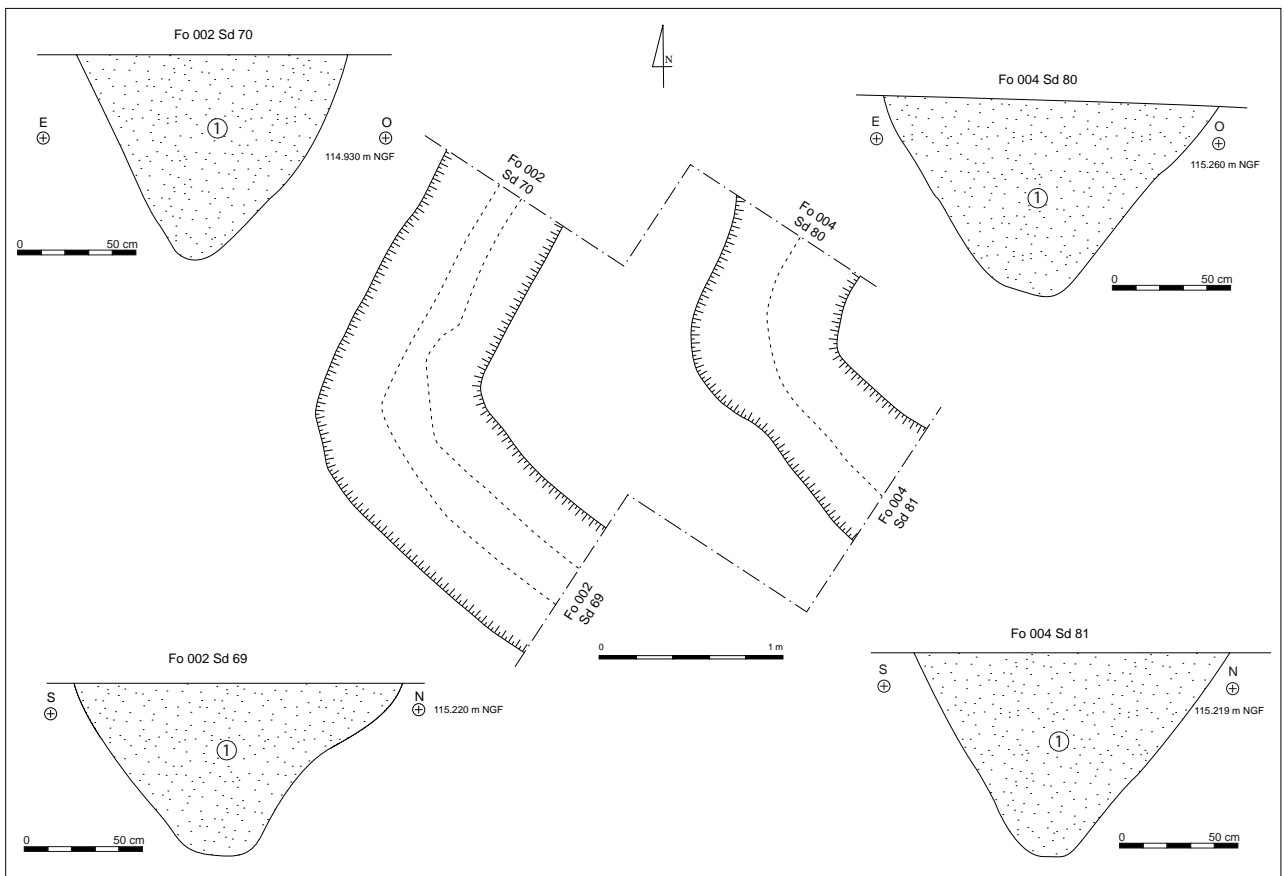 Fo 002 Sd 70
E
O
1
114.930 m NGF
0
50 cm
N
Fo 004 Sd 80
E
O
1
115.260 m NGF
0
50 cm
Fo 002
Sd 70
Fo 004
Sd 80
Fo 004
Sd 81
Fo 002
Sd 69
0
1 m
Fo 002 Sd 69
S
N
1
115.220 m NGF
0
50 cm
Fo 004 Sd 81
S
N
1
115.219 m NGF
0
50 cm